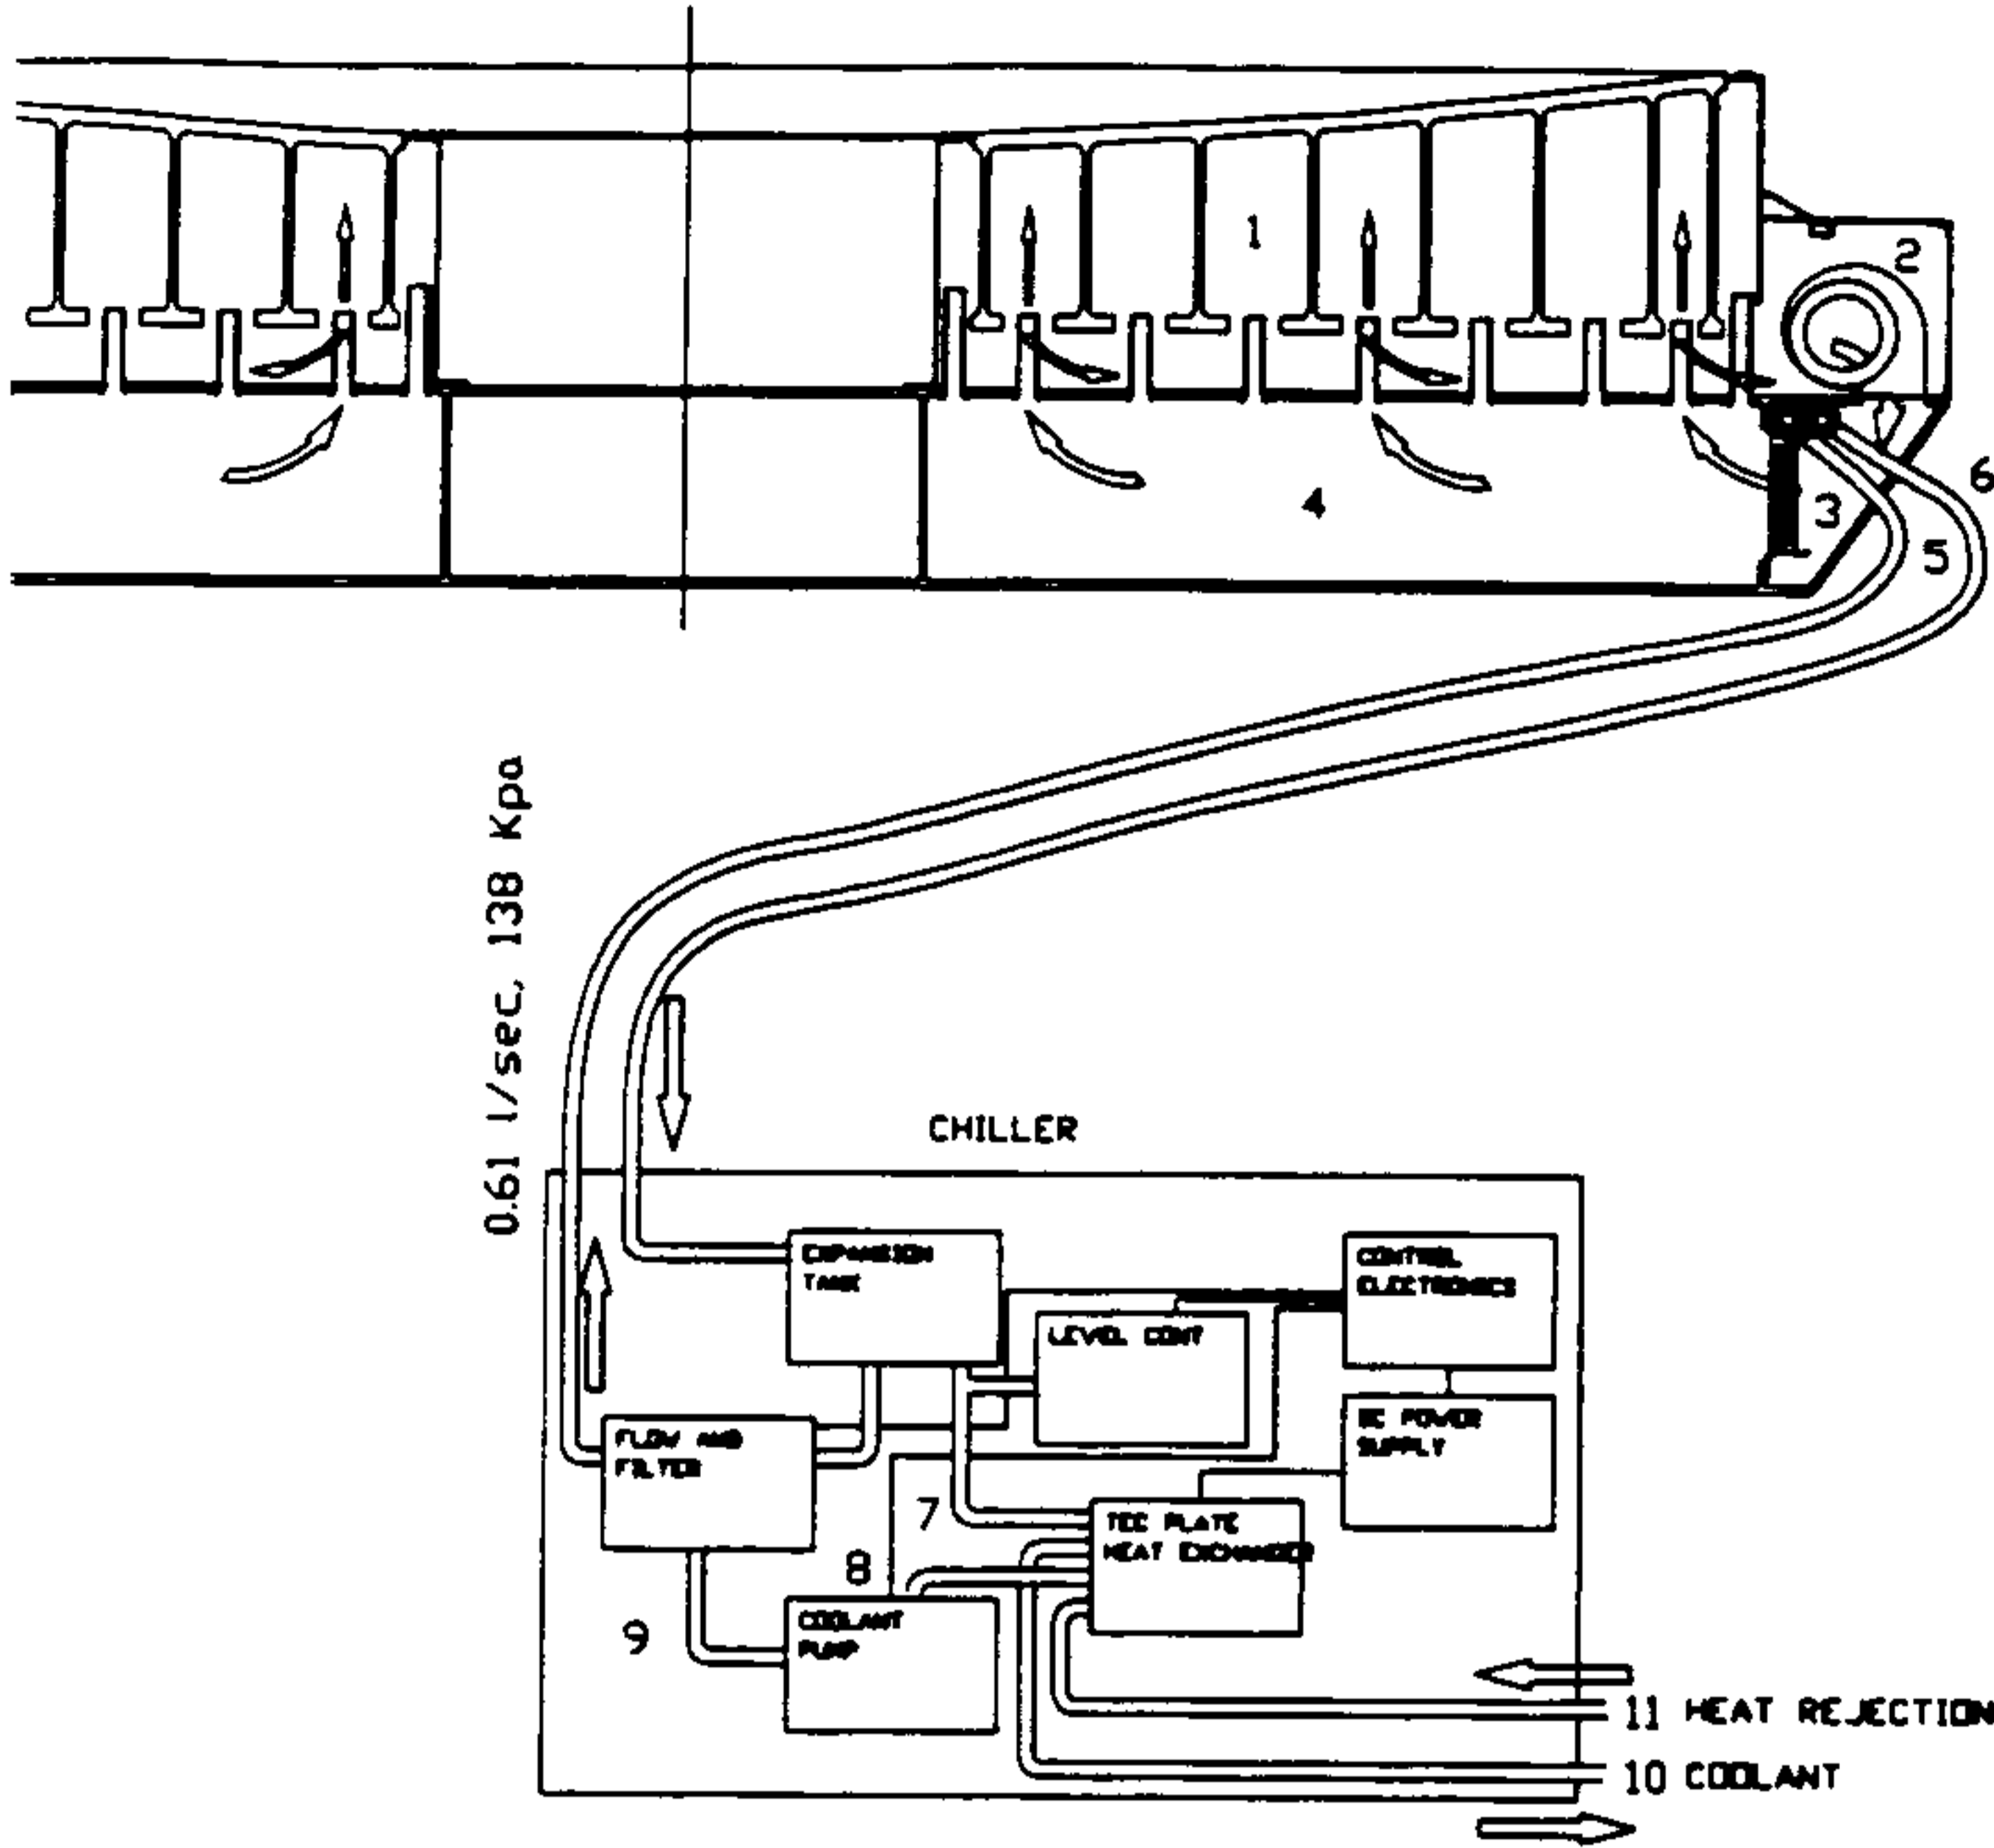 1
2
3
4
5
6
0.61 l/sec, 138 Kpa
CHILLER
EXPANSION
TANK
CONTROL
ELECTRONICS
LEVEL CONT
FLOW AND
FILTER
DC POWER
SUPPLY
7
TEC PLATE
HEAT EXCHANGER
8
COOLANT
PUMP
9
11 HEAT REJECTION
10 COOLANT